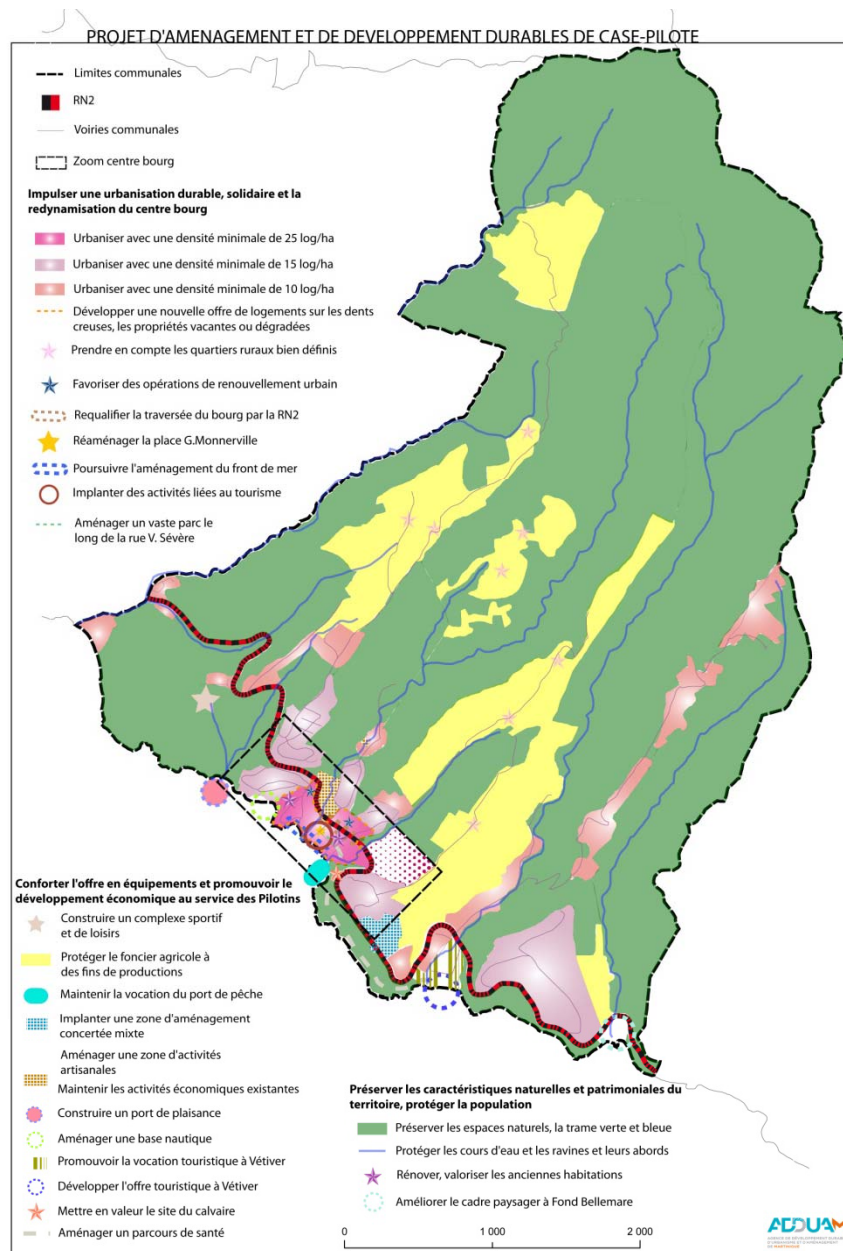 PROJET D'AMENAGEMENT ET DE DEVELOPPEMENT DURABLES DE CASE-PILOTE
Limites communales
RN2
Voiries communales
Zoom centre bourg
Impulser une urbanisation durable, solidaire et la
redynamisation du centre bourg
Urbaniser avec une densité minimale de 25 log/ha
Urbaniser avec une densité minimale de 15 log/ha
Urbaniser avec une densité minimale de 10 log/ha
Développer une nouvelle offre de logements sur les dents
creuses, les propriétés vacantes ou dégradées
Prendre en compte les quartiers ruraux bien définis
Favoriser des opérations de renouvellement urbain
Requalifier la traversée du bourg par la RN2
Réaménager la place G.Monnerville
Poursuivre l'aménagement du front de mer
Implanter des activités liées au tourisme
Aménager un vaste parc le
long de la rue V. Sévère
Conforter l'offre en équipements et promouvoir le
développement économique au service des Pilotins
Construire un complexe sportif
et de loisirs
Protéger le foncier agricole à
des fins de productions
Maintenir la vocation du port de pêche
Implanter une zone d'aménagement
concertée mixte
Aménager une zone d'activités
artisanales
Maintenir les activités économiques existantes
Construire un port de plaisance
Aménager une base nautique
Promouvoir la vocation touristique à Vétiver
Développer l'offre touristique à Vétiver
Mettre en valeur le site du calvaire
Aménager un parcours de santé
Préserver les caractéristiques naturelles et patrimoniales du
territoire, protéger la population
Préserver les espaces naturels, la trame verte et bleue
Protéger les cours d'eau et les ravines et leurs abords
Rénover, valoriser les anciennes habitations
Améliorer le cadre paysager à Fond Bellemare
0 1 000 2 000
ADDUAM
AGENCE DE DÉVELOPPEMENT DURABLE
D'URBANISME ET D'AMÉNAGEMENT
DE MARTINIQUE